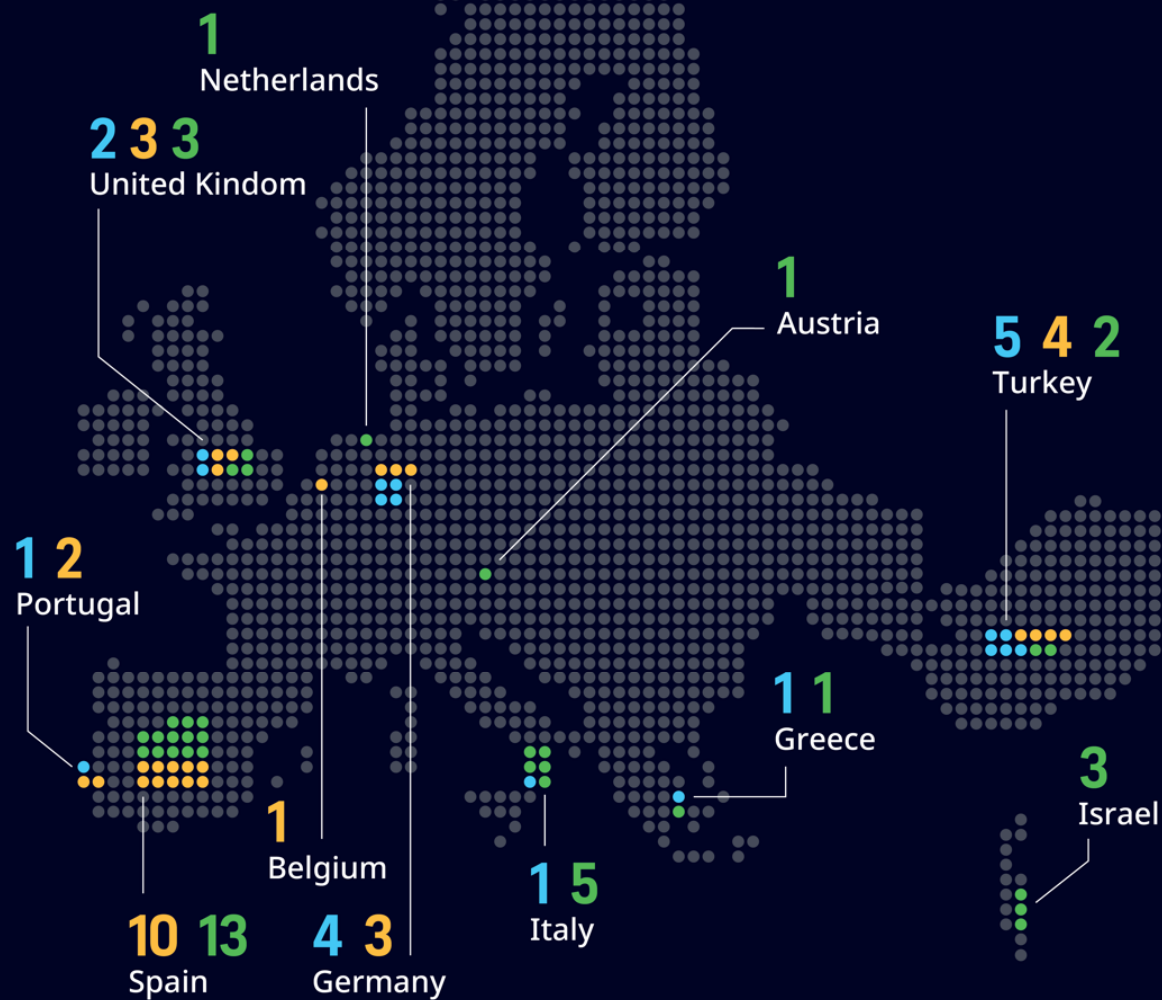 1
Netherlands
2 3 3
United Kindom
1
Austria
5 4 2
Turkey
1 2
Portugal
1 1
Greece
3
Israel
1
Belgium
1 5
Italy
10 13
Spain
4 3
Germany